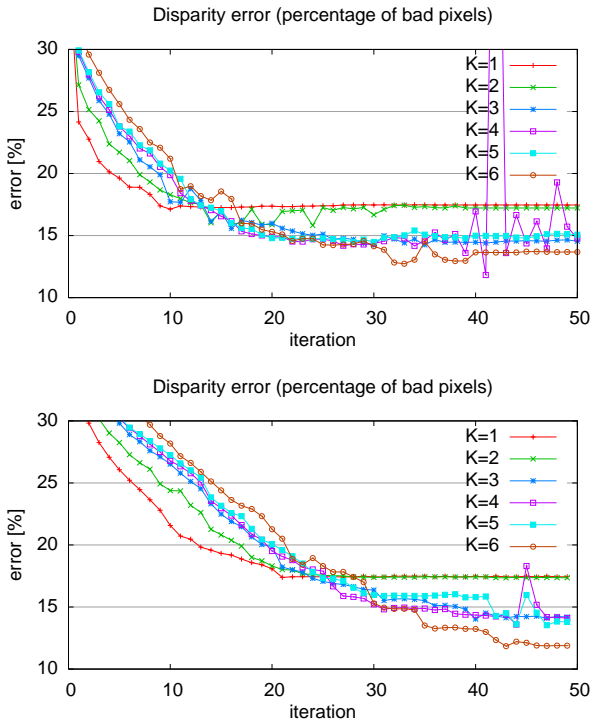 Disparity error (percentage of bad pixels)
30
25
20
15
10
error [%]
0
10
20
30
40
50
iteration
K=1
K=2
K=3
K=4
K=5
K=6
Disparity error (percentage of bad pixels)
30
25
20
15
10
error [%]
0
10
20
30
40
50
iteration
K=1
K=2
K=3
K=4
K=5
K=6